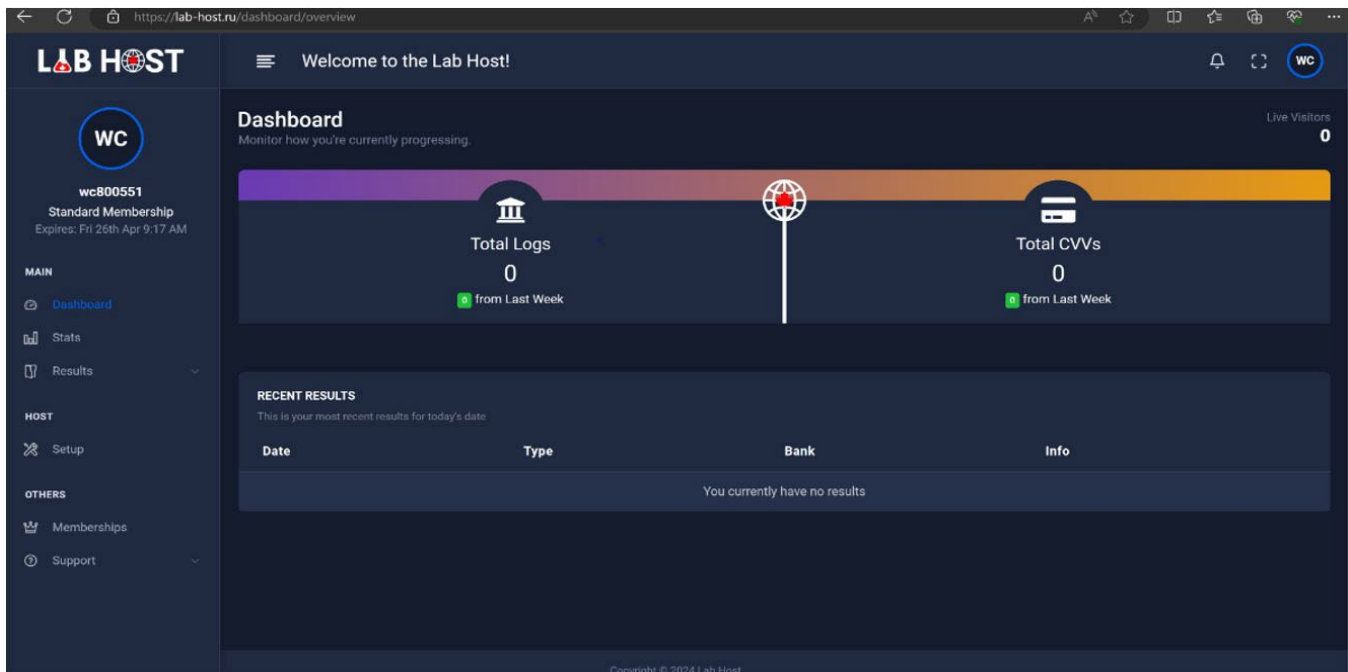 https://lab-host.ru/dashboard/overview
LAB HOST
Welcome to the Lab Host!
WC
WC
wc800551
Standard Membership
Expires: Fri 26th Apr 9:17 AM
MAIN
Dashboard
Stats
Results
HOST
Setup
OTHERS
Memberships
Support
Dashboard
Monitor how you're currently progressing.
Live Visitors
0
Total Logs
0
0 from Last Week
Total CVVs
0
0 from Last Week
RECENT RESULTS
This is your most recent results for today's date
Date Type Bank Info
You currently have no results
Copyright © 2024 Lab Host